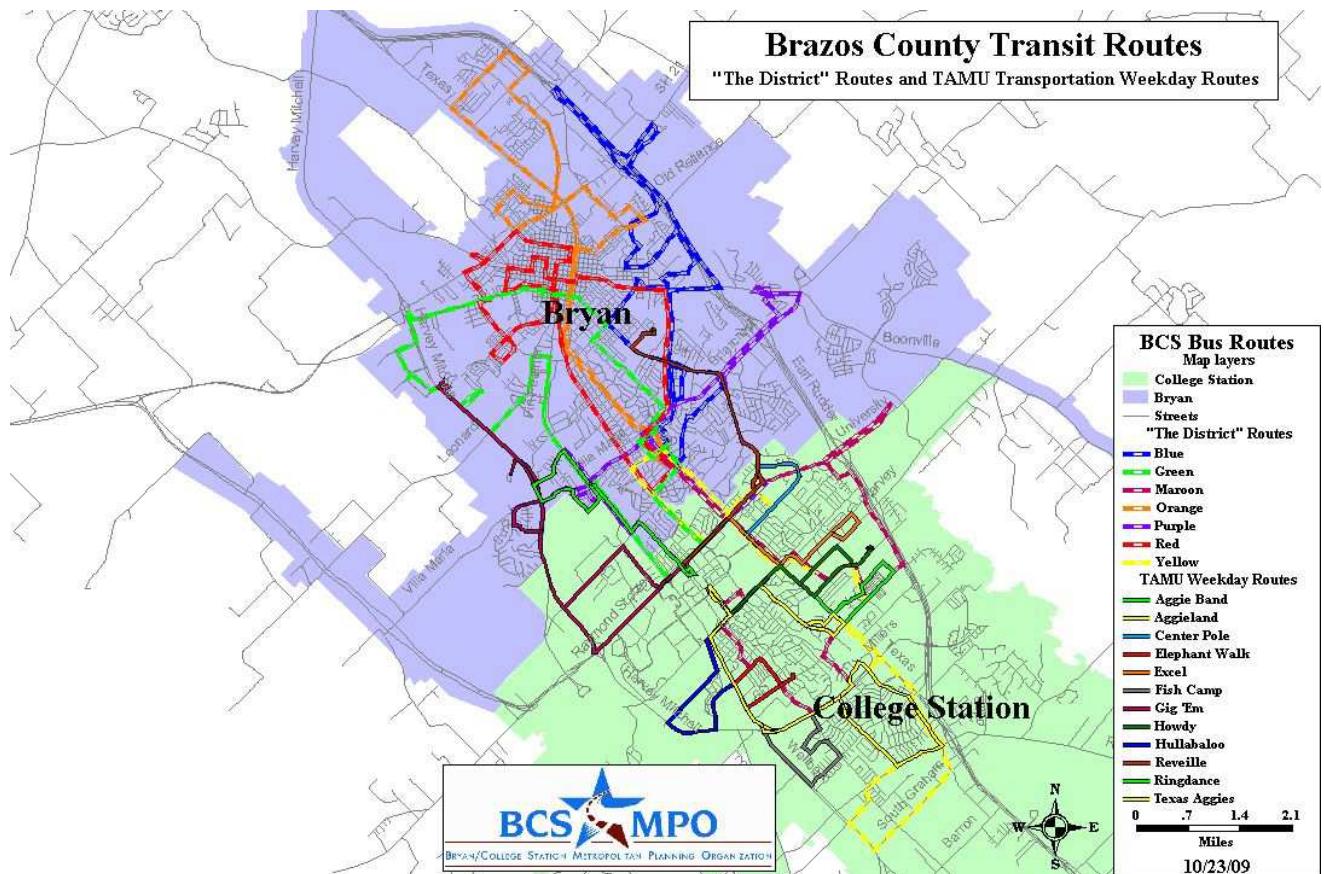 Brazos County Transit Routes
"The District" Routes and TAMU Transportation Weekday Routes
Harvey Mitchell
Texas
SH 21
Old Reliance
Bryan
Boonville
Earl Rudder
University
Harvey
Leonard
Villa Maria
Villa Maria
Harvey Mitchell
Texas
College Station
South Graham
Barron
BCS Bus Routes
Map layers
College Station
Bryan
Streets
"The District" Routes
Blue
Green
Maroon
Orange
Purple
Red
Yellow
TAMU Weekday Routes
Aggie Band
Aggieland
Center Pole
Elephant Walk
Excel
Fish Camp
Gig 'Em
Howdy
Hullabaloo
Reveille
Ringdance
Texas Aggies
0 .7 1.4 2.1
Miles
10/23/09
N
W E
S
BCS MPO
BRYAN/COLLEGE STATION METROPOLITAN PLANNING ORGANIZATION